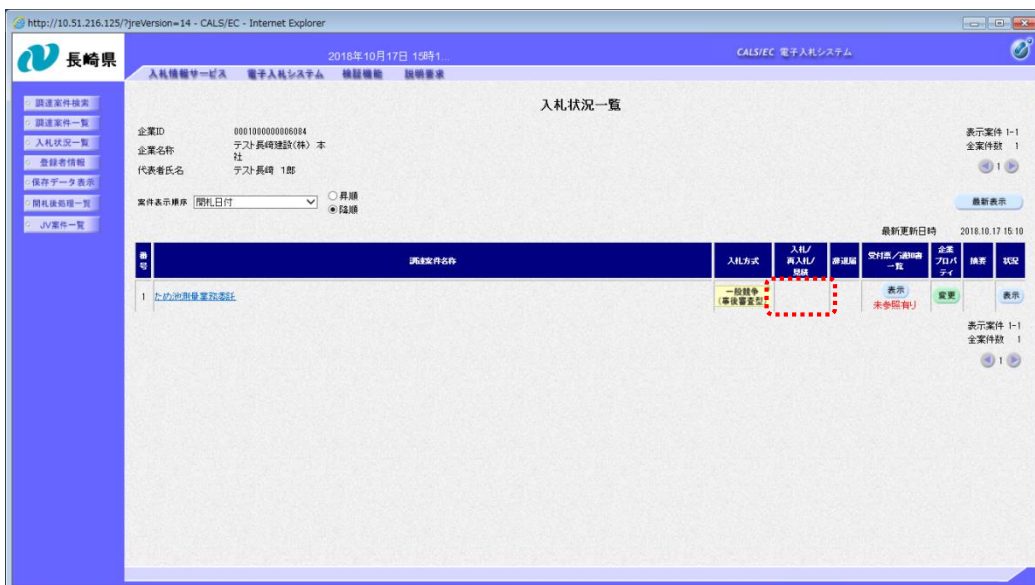 http://10.51.216.125/?jreVersion=14 - CALS/EC - Internet Explorer
長崎県
2018年10月17日 15時1...
CALS/EC 電子入札システム
入札情報サービス 電子入札システム 検証機能 説明要求
調達案件検索
調達案件一覧
入札状況一覧
登録者情報
保存データ表示
開札後処理一覧
JV案件一覧
入札状況一覧
企業ID 0001000000006084
企業名称 テスト長崎建設(株) 本社
代表者氏名 テスト長崎 1郎
表示案件 1-1
全案件数 1
1
案件表示順序 開札日付
昇順
降順
最新表示
最新更新日時 2018.10.17 15:10
番号 調達案件名称 入札方式 入札/再入札/見積 辞退届 受付票/通知書一覧 企業プロパティ 摘要 状況
1 ため池測量業務委託 一般競争(事後審査型) 表示 未参照有り 変更 表示
表示案件 1-1
全案件数 1
1